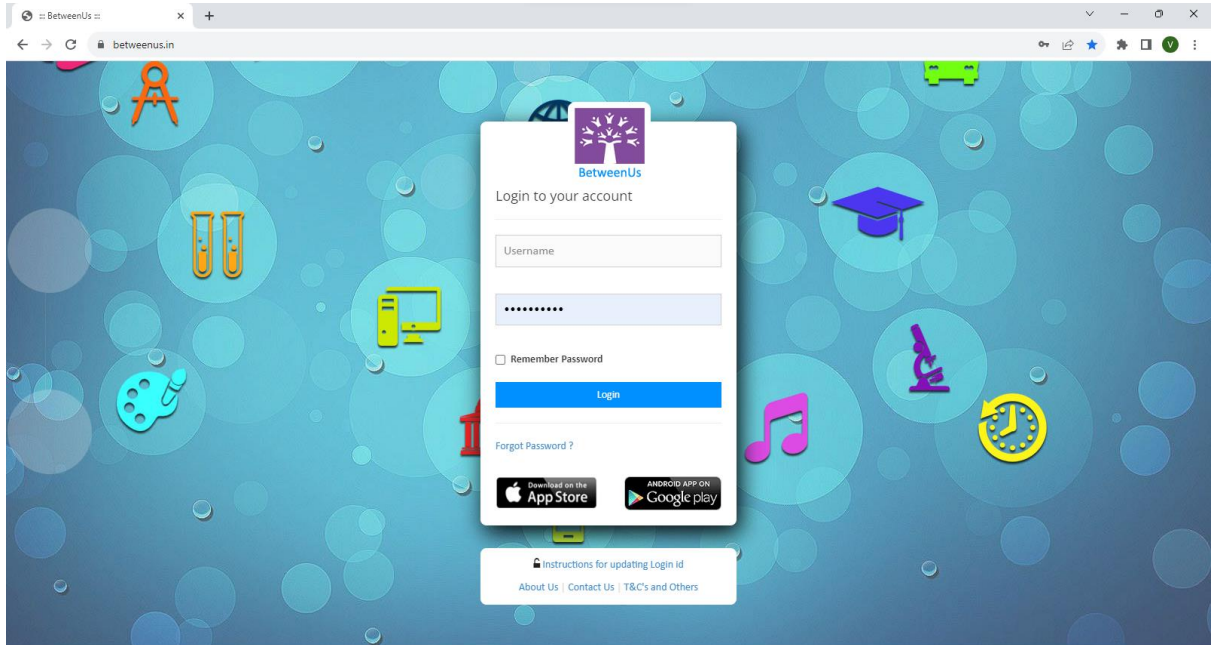 ::: BetweenUs :::
betweenus.in
V
BetweenUs
Login to your account
Username
••••••••••
Remember Password
Login
Forgot Password ?
Download on the
App Store
ANDROID APP ON
Google play
Instructions for updating Login id
About Us | Contact Us | T&C's and Others